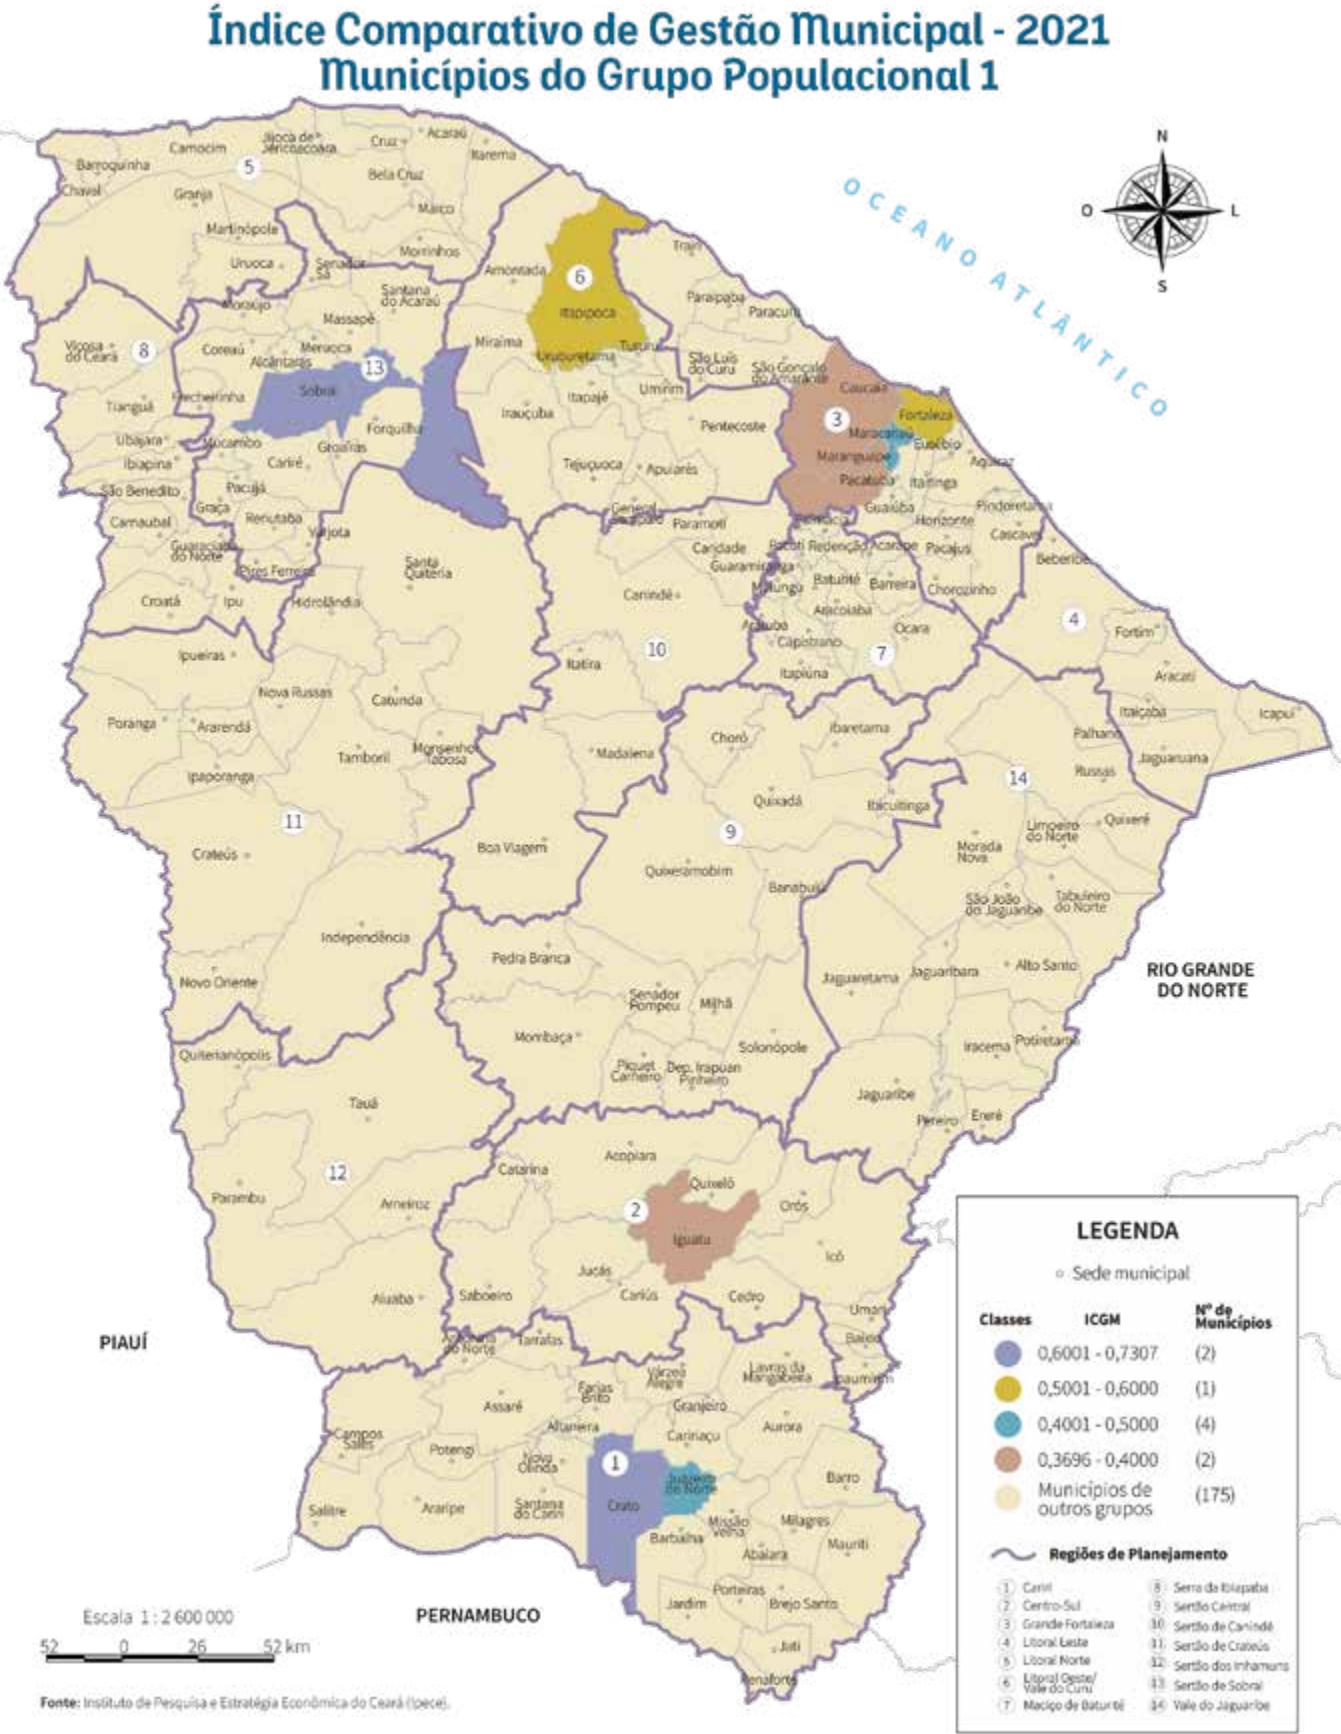 Índice Comparativo de Gestão Municipal - 2021
Municípios do Grupo Populacional 1
N
O
L
S
OCEANO ATLÂNTICO
Acaraú
Cruz
Jijoca de
Jericoacoara
Camocim
Itarema
Barroquinha
5
Bela Cruz
Chaval
Granja
Marco
Martinópole
Morrinhos
Trairi
Uruoca
Senador
Sá
Amontada
6
Santana
do Acaraú
Paraipaba
Moraújo
Massapê
Itapipoca
Paracuru
Viçosa
do Ceará
8
Coreaú
Meruoca
Miraíma
Tururu
Uruburetama
Alcântaras
13
São Luís
do Curu
São Gonçalo
do Amarante
Caucaia
Sobral
Umirim
Frecheirinha
Itapajé
Tianguá
Irauçuba
3
Fortaleza
Forquilha
Pentecoste
Maracanaú
Ubajara
Mucambo
Groaíras
Eusébio
Maranguape
Ibiapina
Cariré
Tejuçuoca
Apuiarés
Aquiraz
Pacatuba
Itaitinga
São Benedito
Pacujá
Graça
General
Sampaio
Guaiúba
Pindoretama
Carnaubal
Reriutaba
Paramoti
Horizonte
Varjota
Cascavel
Guaraciaba
do Norte
Caridade
Pacoti
Redenção
Acarape
Pacajus
Beberibe
Pires Ferreira
Santa
Quitéria
Guaramiranga
Mulungu
Baturité
Barreira
Chorozinho
Croatá
Ipu
Hidrolândia
Canindé
Aracoiaba
4
Aratuba
Ocara
Fortim
Capistrano
Ipueiras
10
7
Itatira
Itapiúna
Aracati
Nova Russas
Catunda
Itaiçaba
Icapuí
Poranga
Ararendá
Choró
Ibaretama
Palhano
Tamboril
Monsenhor
Tabosa
Madalena
Jaguaruana
Ipaporanga
14
Russas
Quixadá
Ibicuitinga
11
9
Limoeiro
do Norte
Quixeré
Crateús
Boa Viagem
Morada
Nova
Quixeramobim
Banabuiú
São João
do Jaguaribe
Tabuleiro
do Norte
Independência
Pedra Branca
Alto Santo
Jaguaretama
Jaguaribara
Novo Oriente
Senador
Pompeu
Milhã
RIO GRANDE
DO NORTE
Mombaça
Solonópole
Iracema
Potiretama
Quiterianópolis
Piquet
Carneiro
Dep. Irapuan
Pinheiro
Tauá
Jaguaribe
Pereiro
Ererê
Acopiara
Catarina
12
Quixelô
Parambu
Arneiroz
2
Orós
Iguatu
Icó
Jucás
Aiuaba
Saboeiro
Cariús
Cedro
Umari
PIAUÍ
Antonina
do Norte
Tarrafas
Baixio
Várzea
Alegre
Lavras da
Mangabeira
Ipaumirim
Farias
Brito
Assaré
Granjeiro
Altaneira
Aurora
Campos
Sales
Caririaçu
Potengi
Nova
Olinda
1
Juazeiro
do Norte
Barro
Salitre
Araripe
Santana
do Cariri
Crato
Missão
Velha
Milagres
Barbalha
Mauriti
Abaiara
Porteiras
Jardim
Brejo Santo
Jati
Penaforte
PERNAMBUCO
LEGENDA
Sede municipal
Classes ICGM Nº de
Municípios
0,6001 - 0,7307 (2)
0,5001 - 0,6000 (1)
0,4001 - 0,5000 (4)
0,3696 - 0,4000 (2)
Municípios de
outros grupos (175)
Regiões de Planejamento
1 Cariri
2 Centro-Sul
3 Grande Fortaleza
4 Litoral Leste
5 Litoral Norte
6 Litoral Oeste/
Vale do Curu
7 Maciço de Baturité
8 Serra da Ibiapaba
9 Sertão Central
10 Sertão de Canindé
11 Sertão de Crateús
12 Sertão dos Inhamuns
13 Sertão de Sobral
14 Vale do Jaguaribe
Escala 1 : 2 600 000
52 0 26 52 km
Fonte: Instituto de Pesquisa e Estratégia Econômica do Ceará (Ipece).